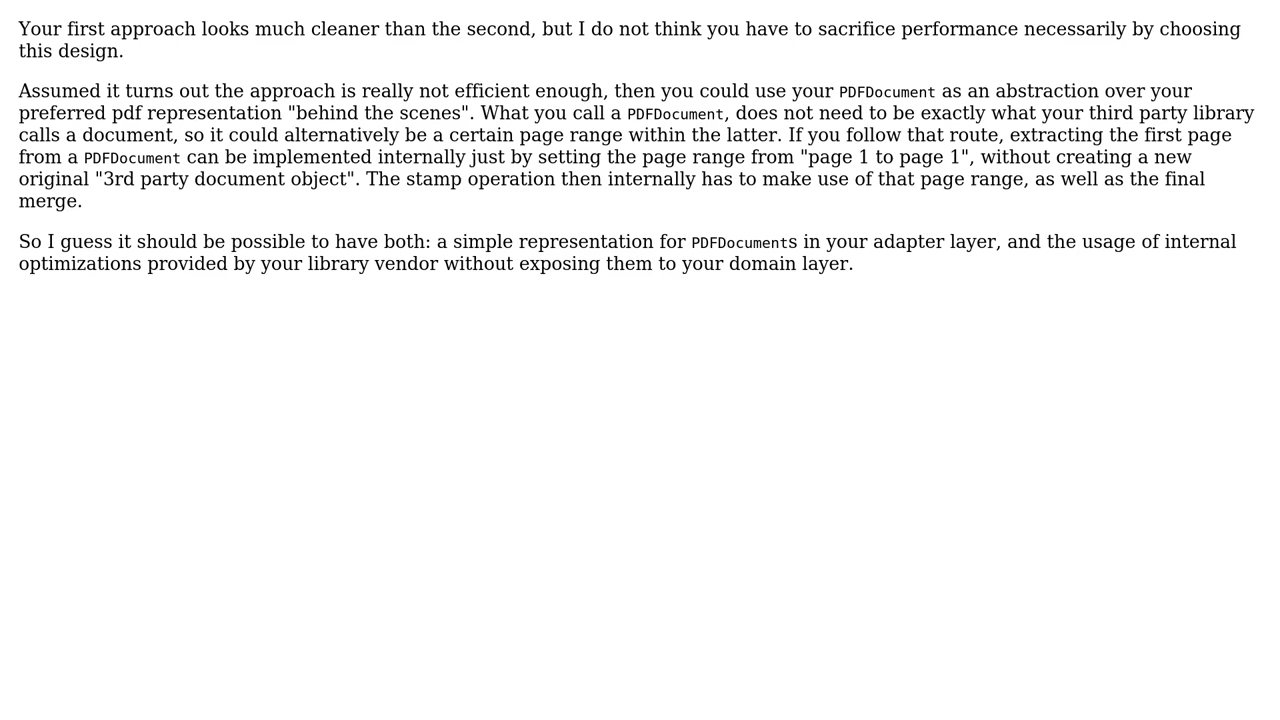 Your first approach looks much cleaner than the second, but I do not think you have to sacrifice performance necessarily by choosing
this design.
Assumed it turns out the approach is really not efficient enough, then you could use your PDFDocument as an abstraction over your
preferred pdf representation "behind the scenes". What you call a PDFDocument, does not need to be exactly what your third party library
calls a document, so it could alternatively be a certain page range within the latter. If you follow that route, extracting the first page
from a PDFDocument can be implemented internally just by setting the page range from "page 1 to page 1", without creating a new
original "3rd party document object". The stamp operation then internally has to make use of that page range, as well as the final
merge.
So I guess it should be possible to have both: a simple representation for PDFDocuments in your adapter layer, and the usage of internal
optimizations provided by your library vendor without exposing them to your domain layer.